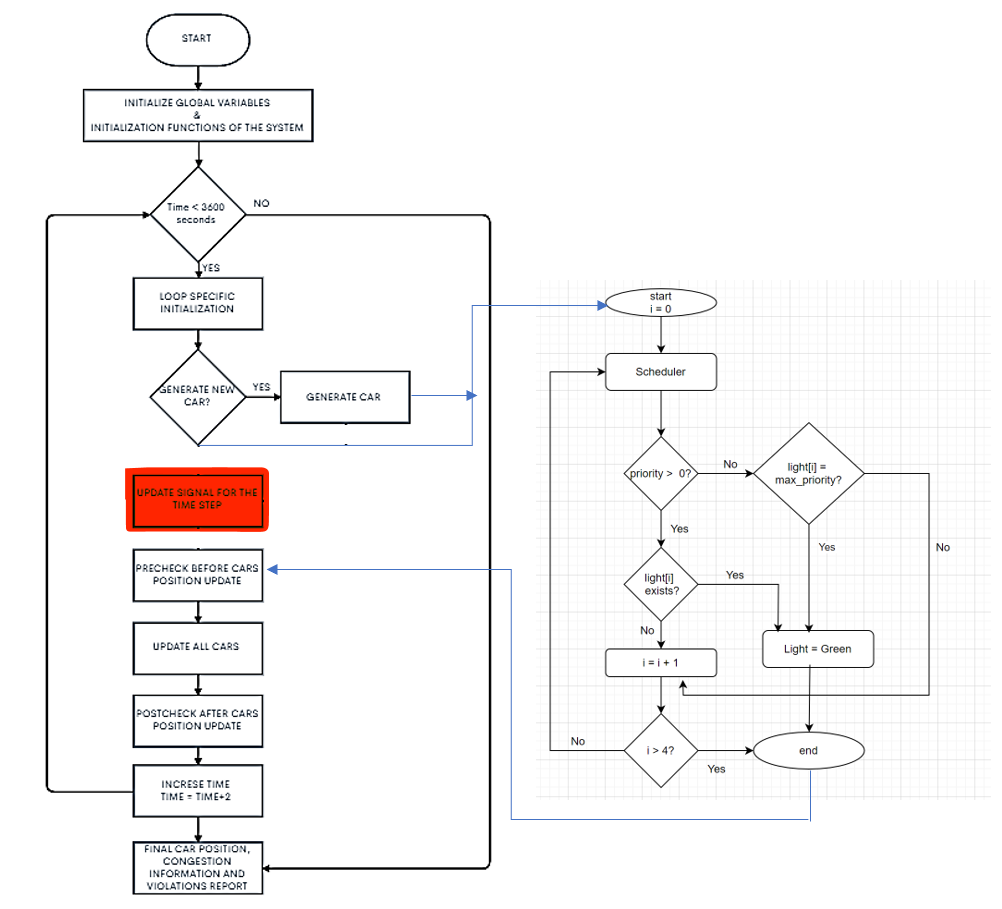 START
INITIALIZE GLOBAL VARIABLES
&
INITIALIZATION FUNCTIONS OF THE SYSTEM
Time < 3600
seconds
NO
YES
LOOP SPECIFIC
INITIALIZATION
GENERATE NEW
CAR?
YES
GENERATE CAR
UPDATE SIGNAL FOR THE
TIME STEP
PRECHECK BEFORE CARS
POSITION UPDATE
UPDATE ALL CARS
POSTCHECK AFTER CARS
POSITION UPDATE
INCRESE TIME
TIME = TIME+2
FINAL CAR POSITION,
CONGESTION
INFORMATION AND
VIOLATIONS REPORT
start
i = 0
Scheduler
priority > 0?
No
light[i] =
max_priority?
Yes
Yes
No
light[i]
exists?
Yes
No
Light = Green
i = i + 1
i > 4?
No
Yes
end